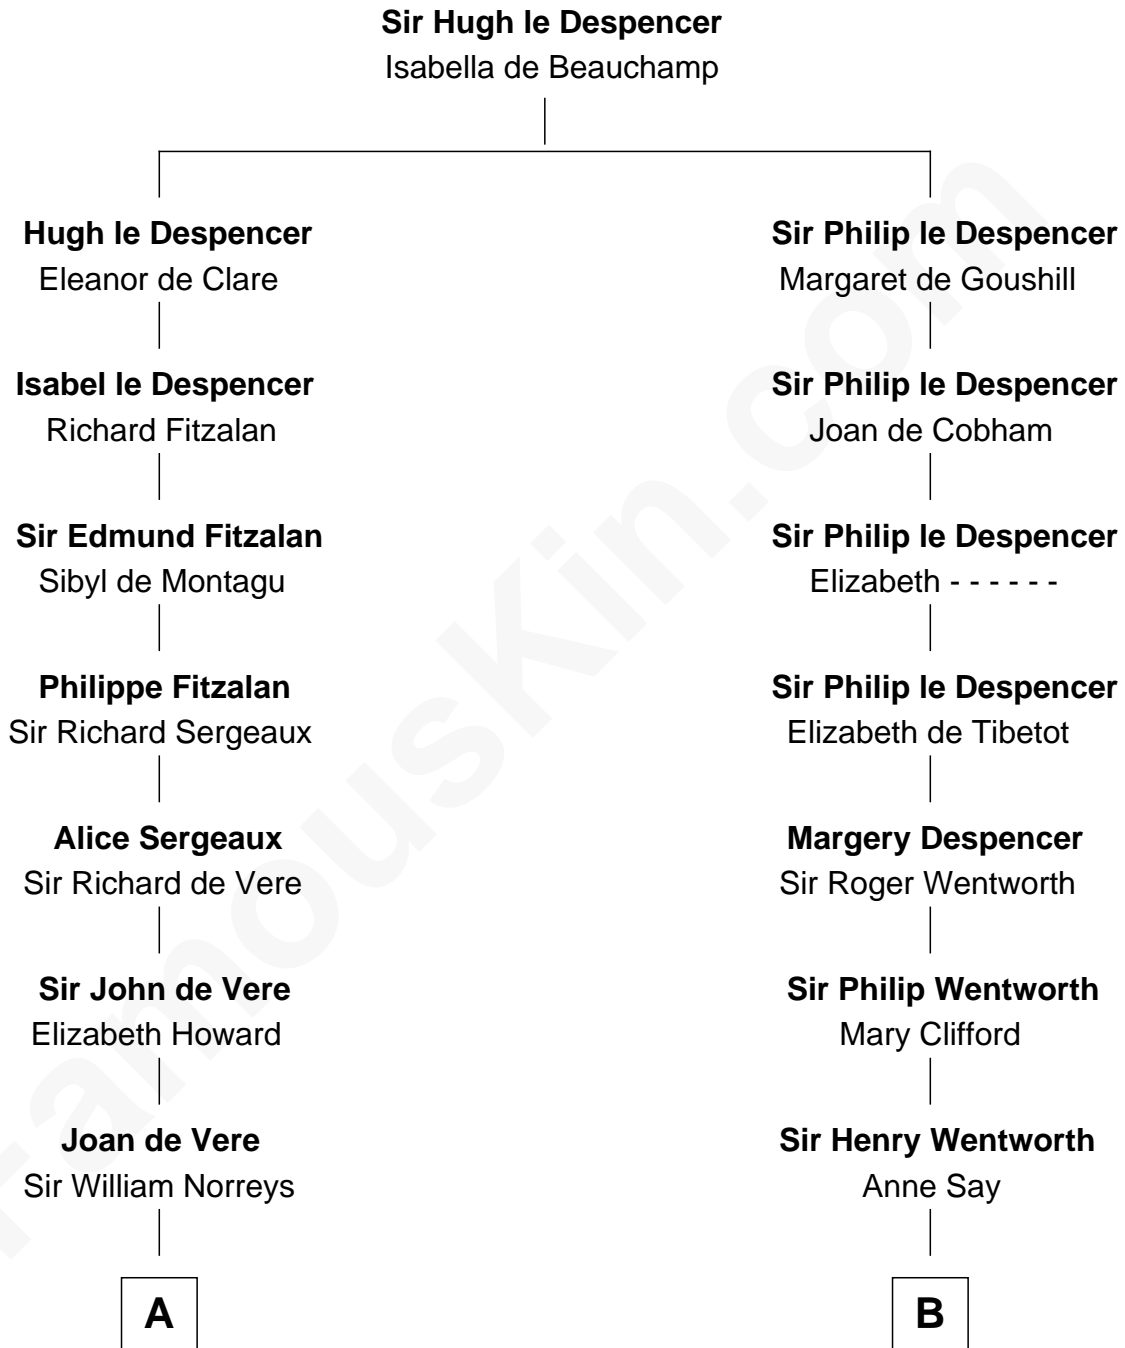 Sir Hugh le Despencer
Isabella de Beauchamp
Hugh le Despencer
Eleanor de Clare
Sir Philip le Despencer
Margaret de Goushill
Isabel le Despencer
Richard Fitzalan
Sir Philip le Despencer
Joan de Cobham
Sir Edmund Fitzalan
Sibyl de Montagu
Sir Philip le Despencer
Elizabeth - - - - - -
Philippe Fitzalan
Sir Richard Sergeaux
Sir Philip le Despencer
Elizabeth de Tibetot
Alice Sergeaux
Sir Richard de Vere
Margery Despencer
Sir Roger Wentworth
Sir John de Vere
Elizabeth Howard
Sir Philip Wentworth
Mary Clifford
Joan de Vere
Sir William Norreys
Sir Henry Wentworth
Anne Say
A
B
FamousKin.com